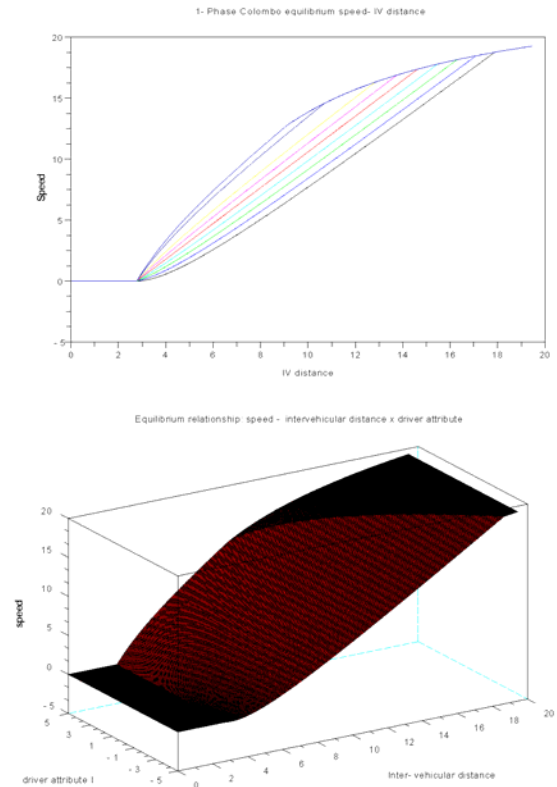 1- Phase Colombo equilibrium speed- IV distance
20
15
10
5
0
- 5
Speed
0 2 4 6 8 10 12 14 16 18 20
IV distance
Equilibrium relationship: speed - intervehicular distance x driver attribute
20
15
10
5
0
- 5
speed
5 3 1 - 1 - 3 - 5
driver attribute I
0 2 4 6 8 10 12 14 16 18 20
Inter- vehicular distance